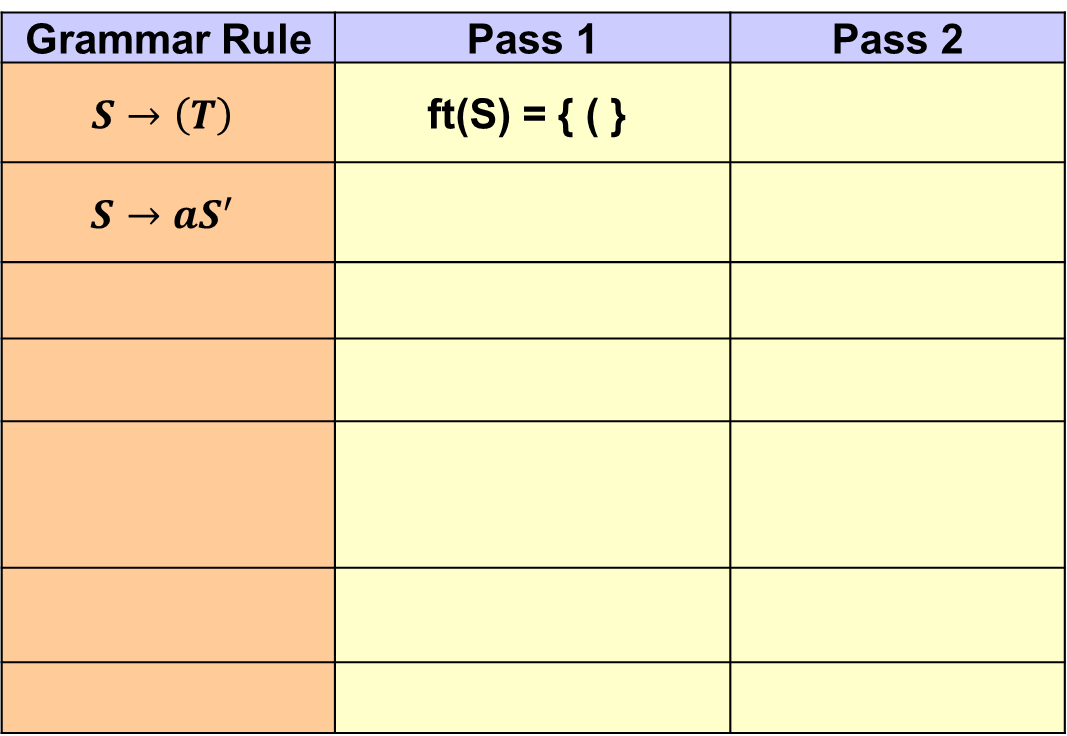 Grammar Rule Pass 1 Pass 2
S → (T) ft(S) = { ( }
S → aS′